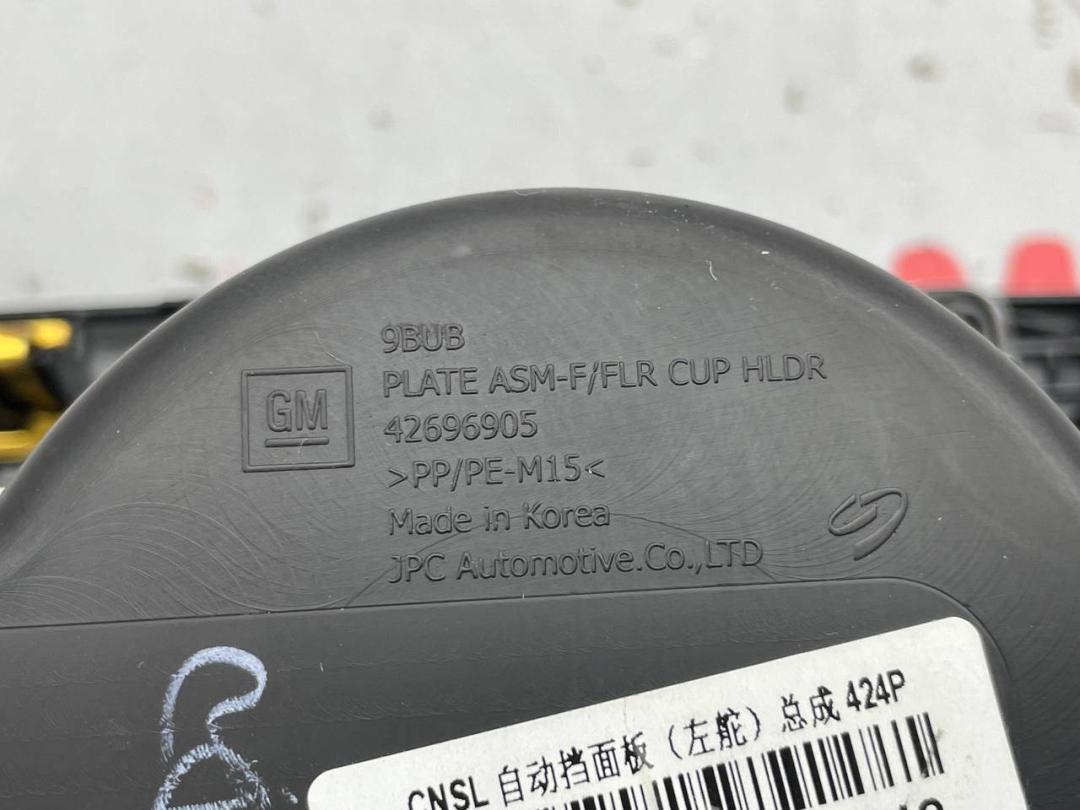 9BUB
GM
PLATE ASM-F/FLR CUP HLDR
42696905
>PP/PE-M15<
Made in Korea
JPC Automotive.Co.,LTD
CNSL 自动挡面板（左舵）总成 424P